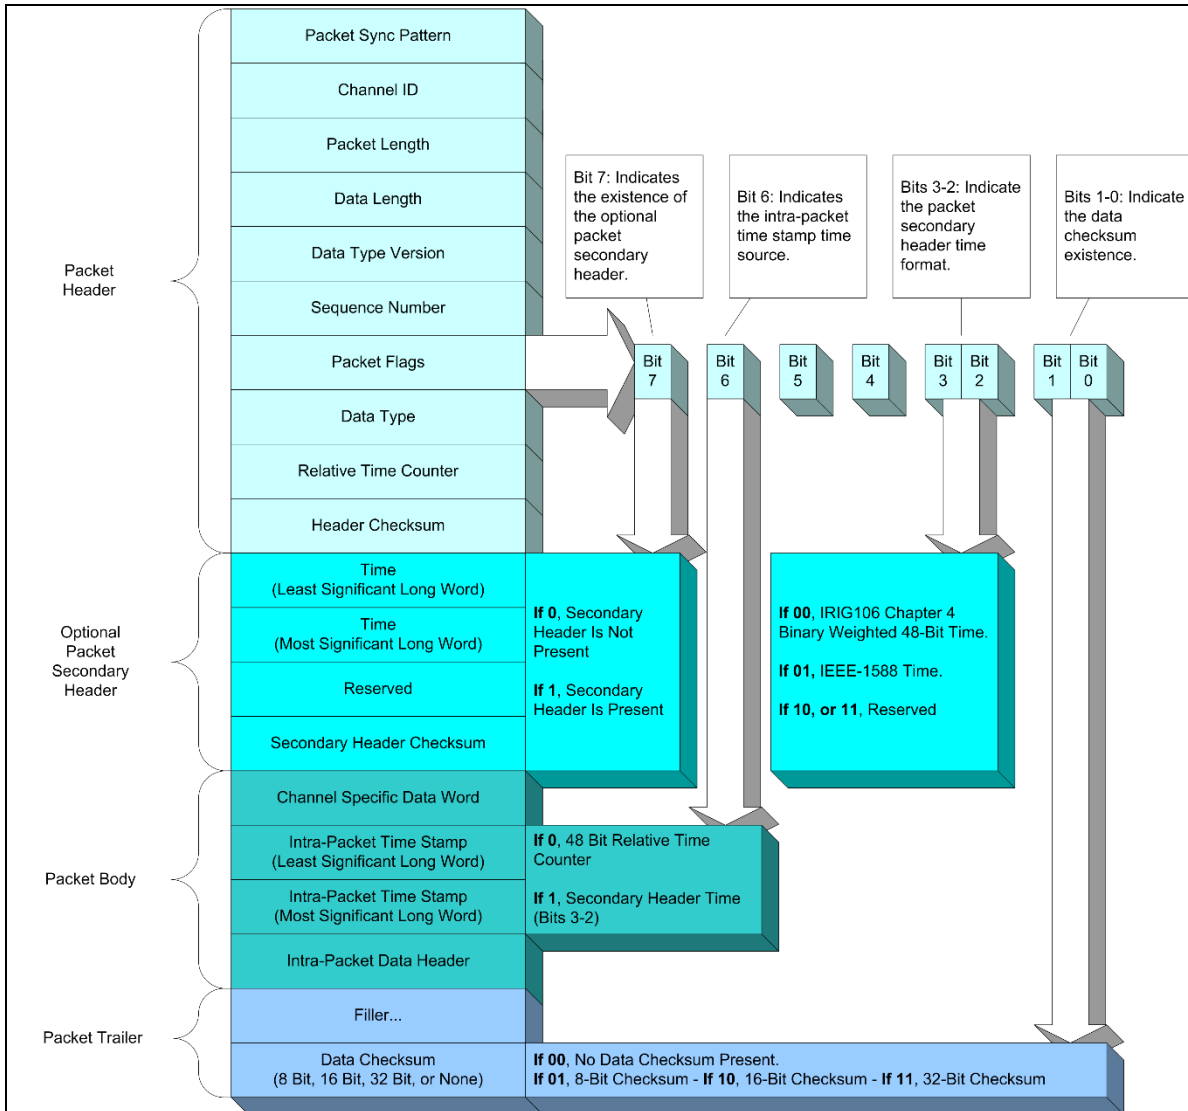 Packet Sync Pattern
Channel ID
Packet Length
Data Length
Data Type Version
Sequence Number
Packet Flags
Data Type
Relative Time Counter
Header Checksum
Packet
Header
Bit 7: Indicates
the existence of
the optional
packet
secondary
header.
Bit 6: Indicates
the intra-packet
time stamp time
source.
Bits 3-2: Indicate
the packet
secondary
header time
format.
Bits 1-0: Indicate
the data
checksum
existence.
Bit
7
Bit
6
Bit
5
Bit
4
Bit
3
Bit
2
Bit
1
Bit
0
Optional
Packet
Secondary
Header
Time
(Least Significant Long Word)
Time
(Most Significant Long Word)
Reserved
Secondary Header Checksum
If 0, Secondary
Header Is Not
Present
If 1, Secondary
Header Is Present
If 00, IRIG106 Chapter 4
Binary Weighted 48-Bit Time.
If 01, IEEE-1588 Time.
If 10, or 11, Reserved
Packet Body
Channel Specific Data Word
Intra-Packet Time Stamp
(Least Significant Long Word)
Intra-Packet Time Stamp
(Most Significant Long Word)
Intra-Packet Data Header
If 0, 48 Bit Relative Time
Counter
If 1, Secondary Header Time
(Bits 3-2)
Packet Trailer
Filler...
Data Checksum
(8 Bit, 16 Bit, 32 Bit, or None)
If 00, No Data Checksum Present.
If 01, 8-Bit Checksum - If 10, 16-Bit Checksum - If 11, 32-Bit Checksum